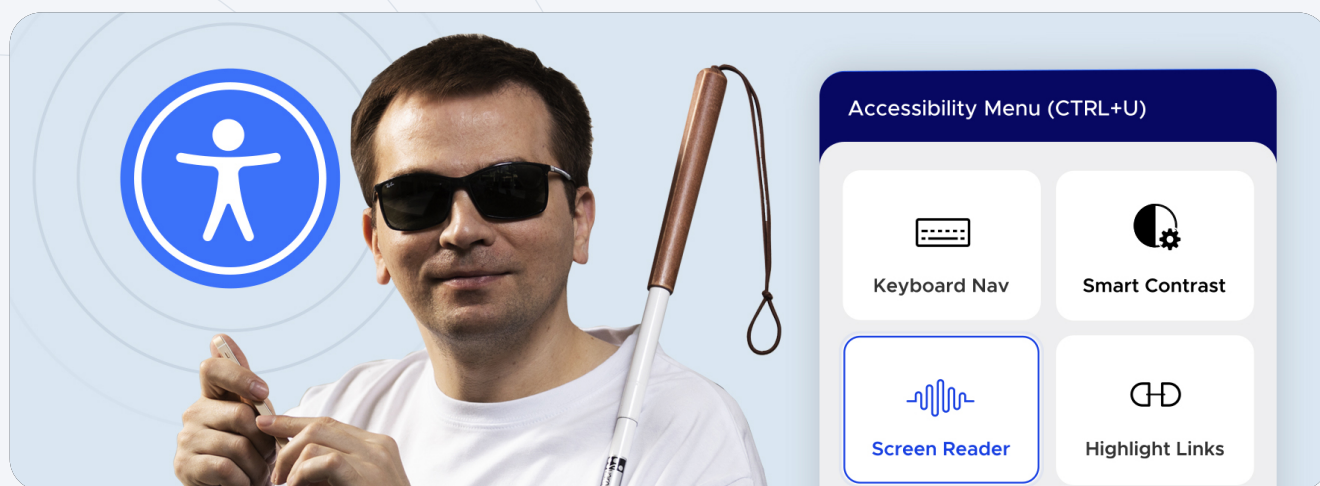 Accessibility Menu (CTRL+U)
Keyboard Nav
Smart Contrast
Screen Reader
Highlight Links